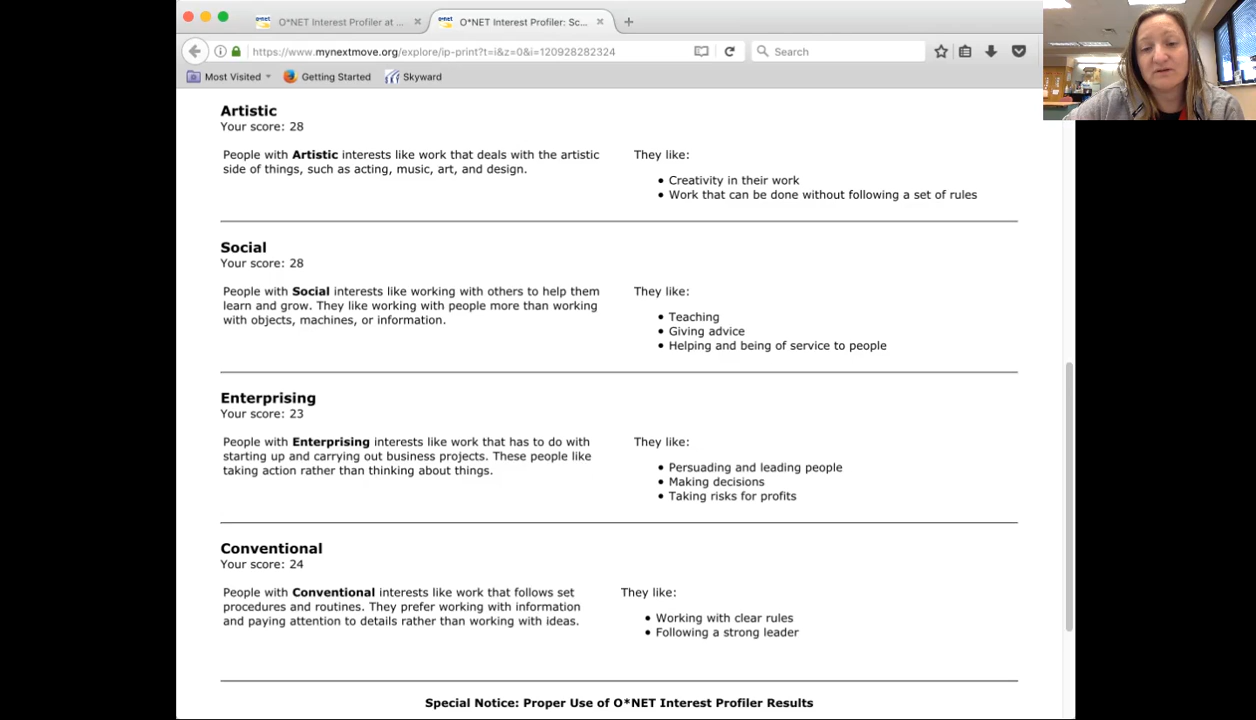 O*NET Interest Profiler at ...
O*NET Interest Profiler: Sc...
https://www.mynextmove.org/explore/ip-print?t=i&z=0&i=120928282324
Search
Most Visited
Getting Started
Skyward
Artistic
Your score: 28
People with Artistic interests like work that deals with the artistic
side of things, such as acting, music, art, and design.
They like:
• Creativity in their work
• Work that can be done without following a set of rules
Social
Your score: 28
People with Social interests like working with others to help them
learn and grow. They like working with people more than working
with objects, machines, or information.
They like:
• Teaching
• Giving advice
• Helping and being of service to people
Enterprising
Your score: 23
People with Enterprising interests like work that has to do with
starting up and carrying out business projects. These people like
taking action rather than thinking about things.
They like:
• Persuading and leading people
• Making decisions
• Taking risks for profits
Conventional
Your score: 24
People with Conventional interests like work that follows set
procedures and routines. They prefer working with information
and paying attention to details rather than working with ideas.
They like:
• Working with clear rules
• Following a strong leader
Special Notice: Proper Use of O*NET Interest Profiler Results